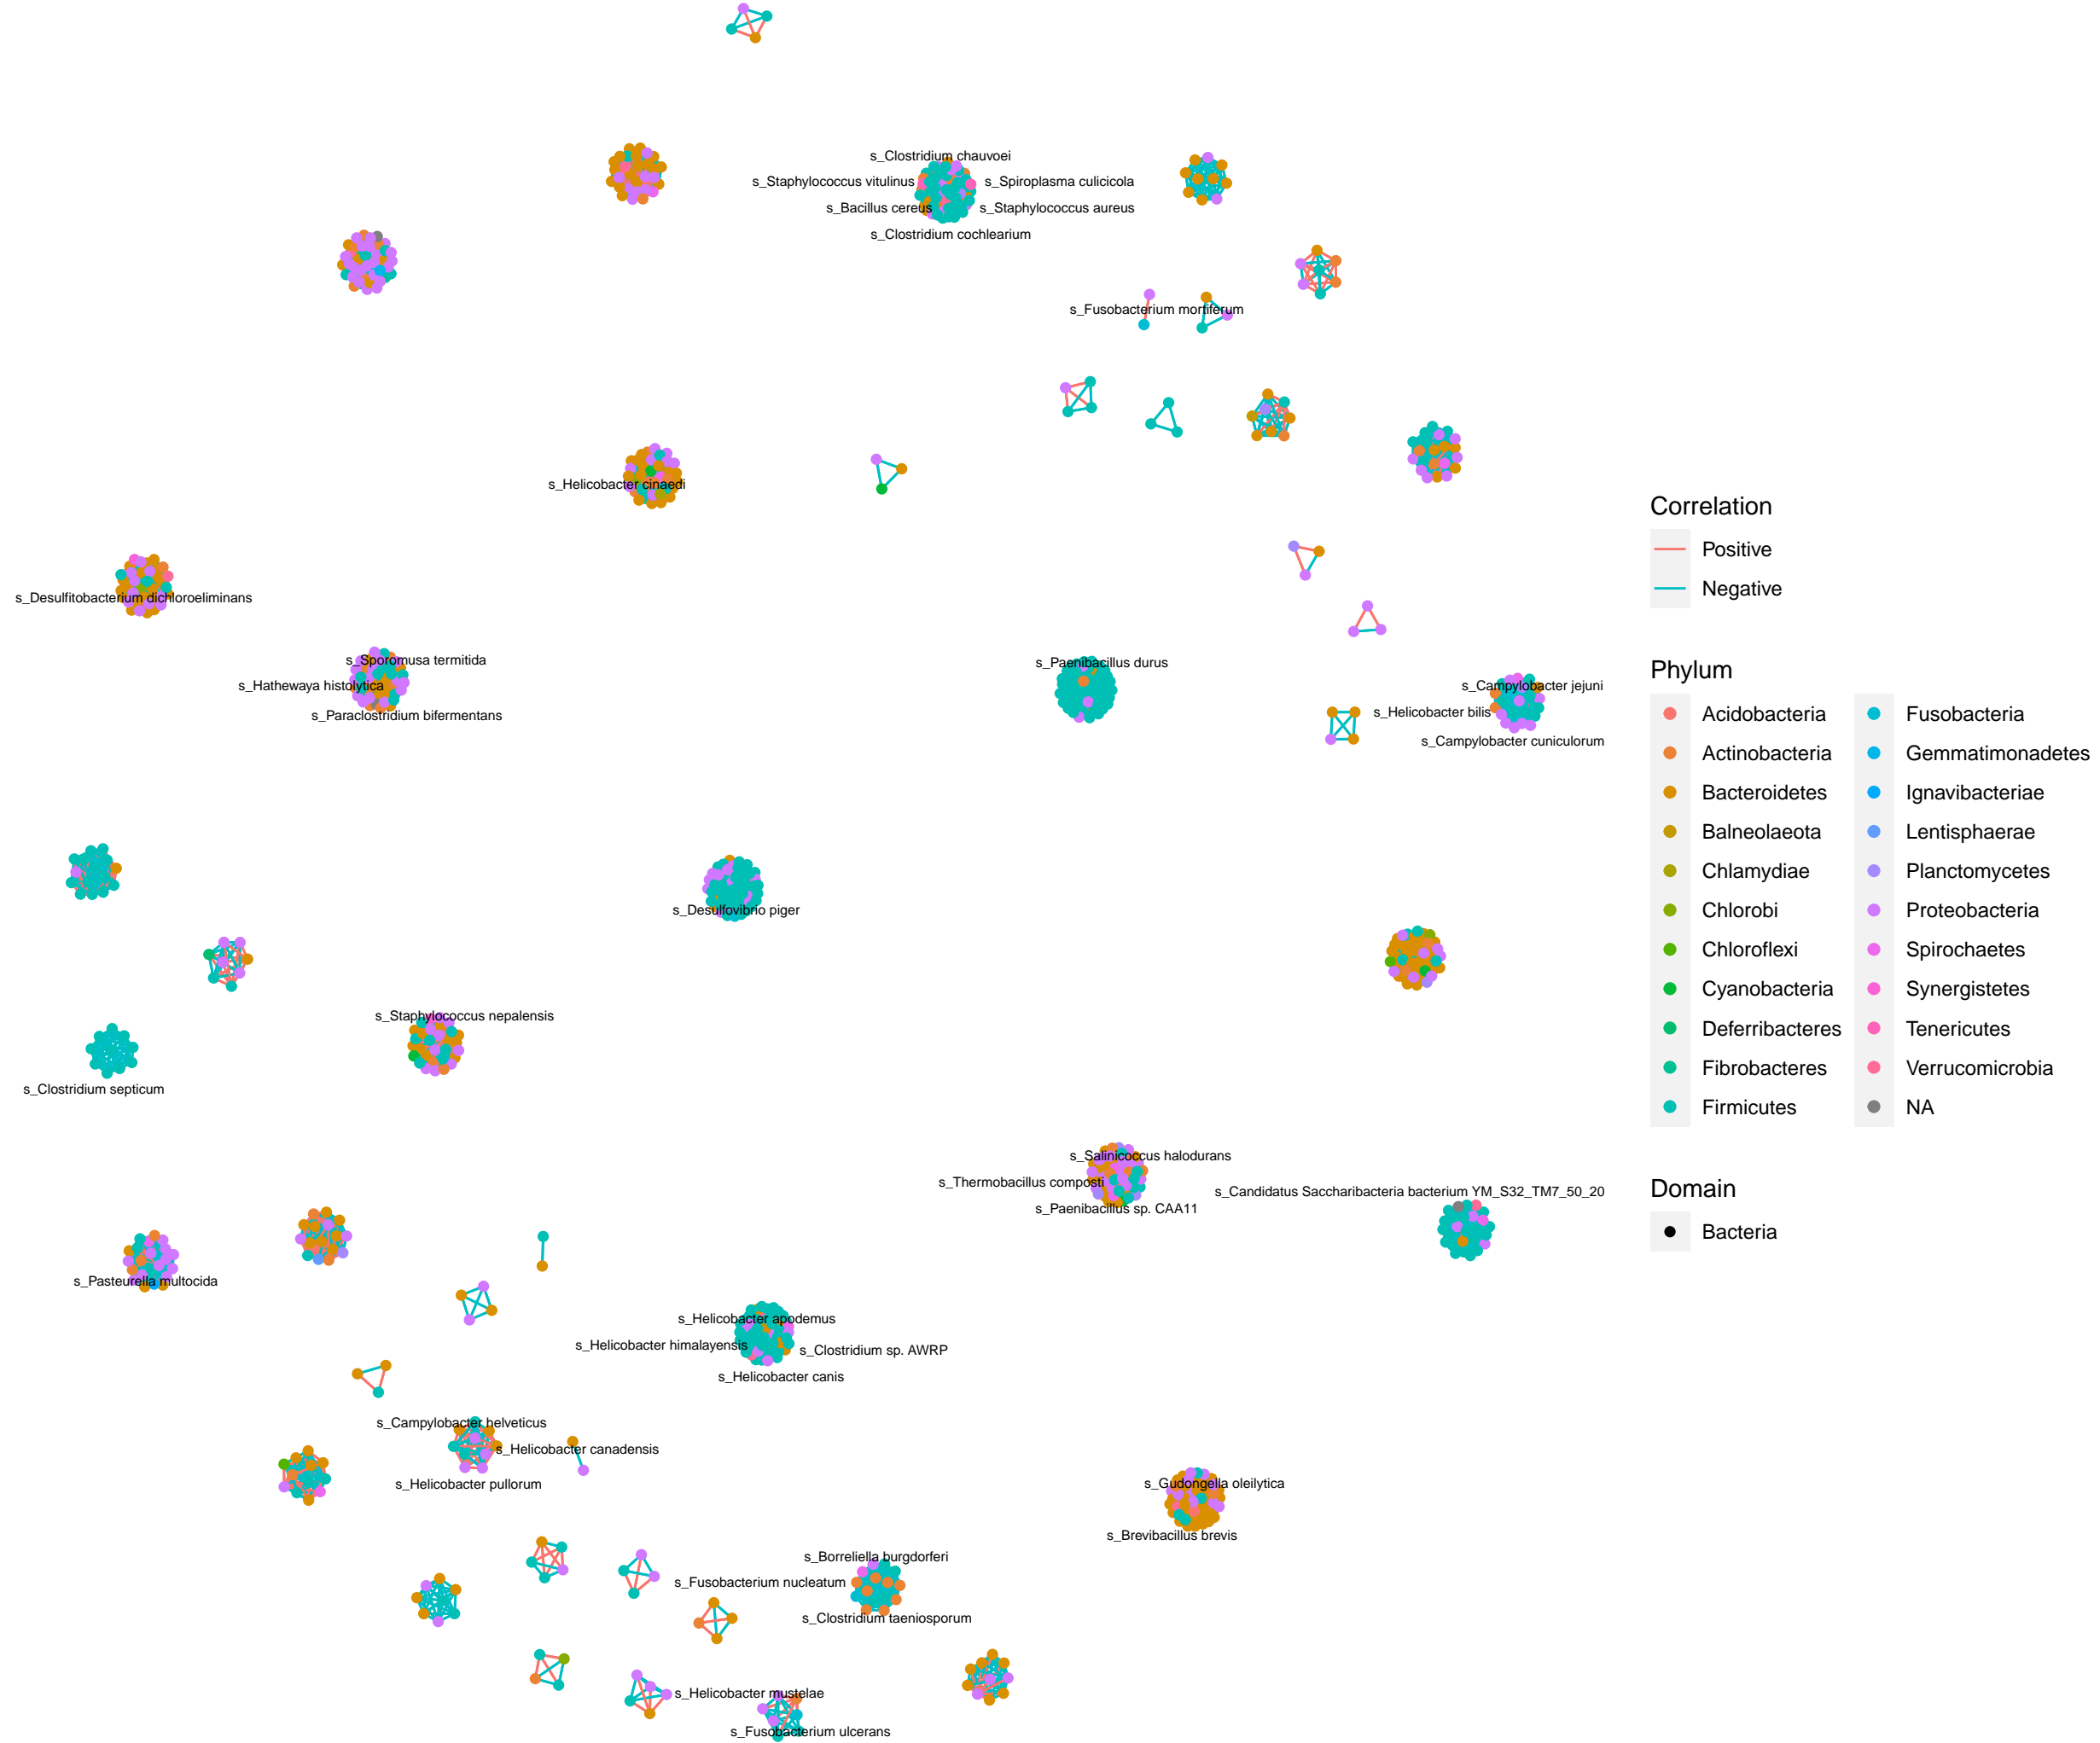 s_Clostridium chauvoei
s_Staphylococcus vitulinus
s_Spiroplasma culicicola
s_Bacillus cereus
s_Staphylococcus aureus
s_Clostridium cochlearium
s_Fusobacterium mortiferum
s_Helicobacter cinaedi
s_Desulfitobacterium dichloroeliminans
s_Sporomusa termitida
s_Hathewaya histolytica
s_Paraclostridium bifermentans
s_Paenibacillus durus
s_Campylobacter jejuni
s_Helicobacter bilis
s_Campylobacter cuniculorum
s_Desulfovibrio piger
s_Staphylococcus nepalensis
s_Clostridium septicum
s_Salinicoccus halodurans
s_Thermobacillus composti
s_Paenibacillus sp. CAA11
s_Candidatus Saccharibacteria bacterium YM_S32_TM7_50_20
s_Pasteurella multocida
s_Helicobacter apodemus
s_Helicobacter himalayensis
s_Clostridium sp. AWRP
s_Helicobacter canis
s_Campylobacter helveticus
s_Helicobacter canadensis
s_Helicobacter pullorum
s_Gudongella oleilytica
s_Brevibacillus brevis
s_Borreliella burgdorferi
s_Fusobacterium nucleatum
s_Clostridium taeniosporum
s_Helicobacter mustelae
s_Fusobacterium ulcerans
Correlation
Positive
Negative
Phylum
Acidobacteria
Actinobacteria
Bacteroidetes
Balneolaeota
Chlamydiae
Chlorobi
Chloroflexi
Cyanobacteria
Deferribacteres
Fibrobacteres
Firmicutes
Fusobacteria
Gemmatimonadetes
Ignavibacteriae
Lentisphaerae
Planctomycetes
Proteobacteria
Spirochaetes
Synergistetes
Tenericutes
Verrucomicrobia
NA
Domain
Bacteria